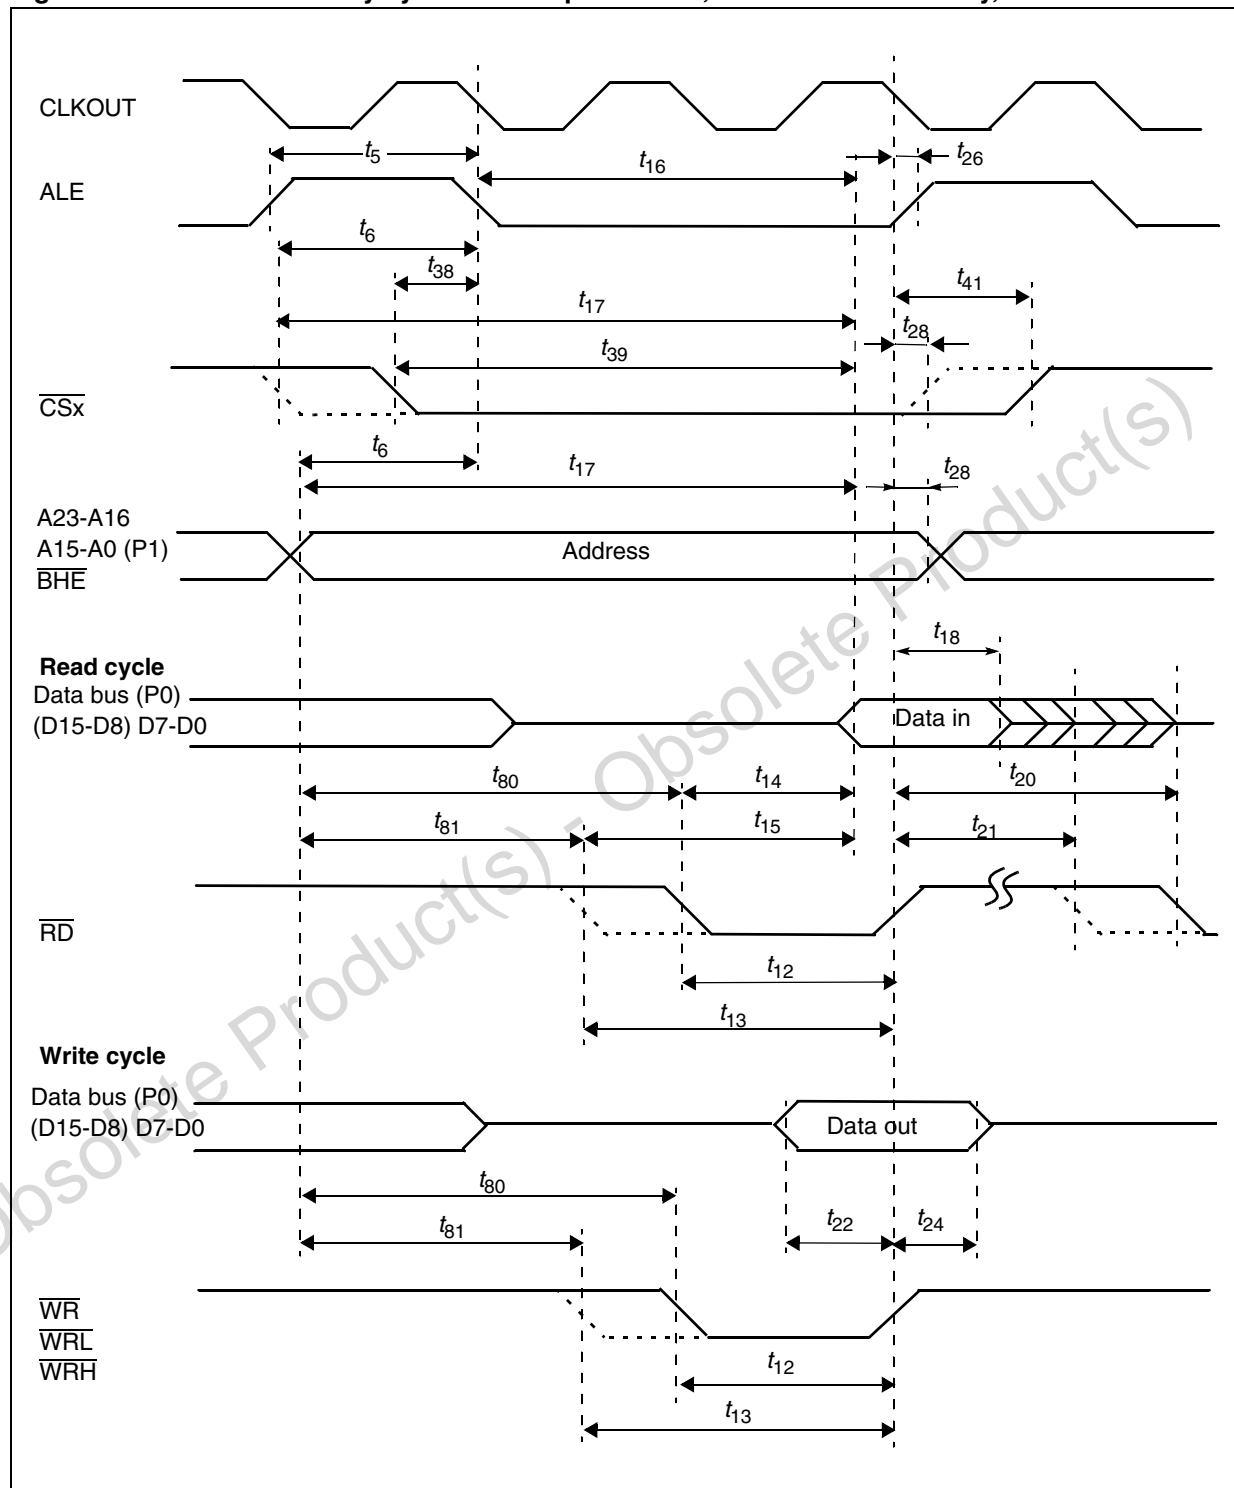 CLKOUT
t5
t16
t26
ALE
t6
t38
t41
t17
t28
t39
CSx
t6
t17
t28
A23-A16
A15-A0 (P1)
Address
BHE
t18
Read cycle
Data bus (P0)
(D15-D8) D7-D0
Data in
t80
t14
t20
t81
t15
t21
RD
t12
t13
Write cycle
Data bus (P0)
(D15-D8) D7-D0
Data out
t80
t22
t24
t81
WR
WRL
WRH
t12
t13
Obsolete Product(s) - Obsolete Product(s)